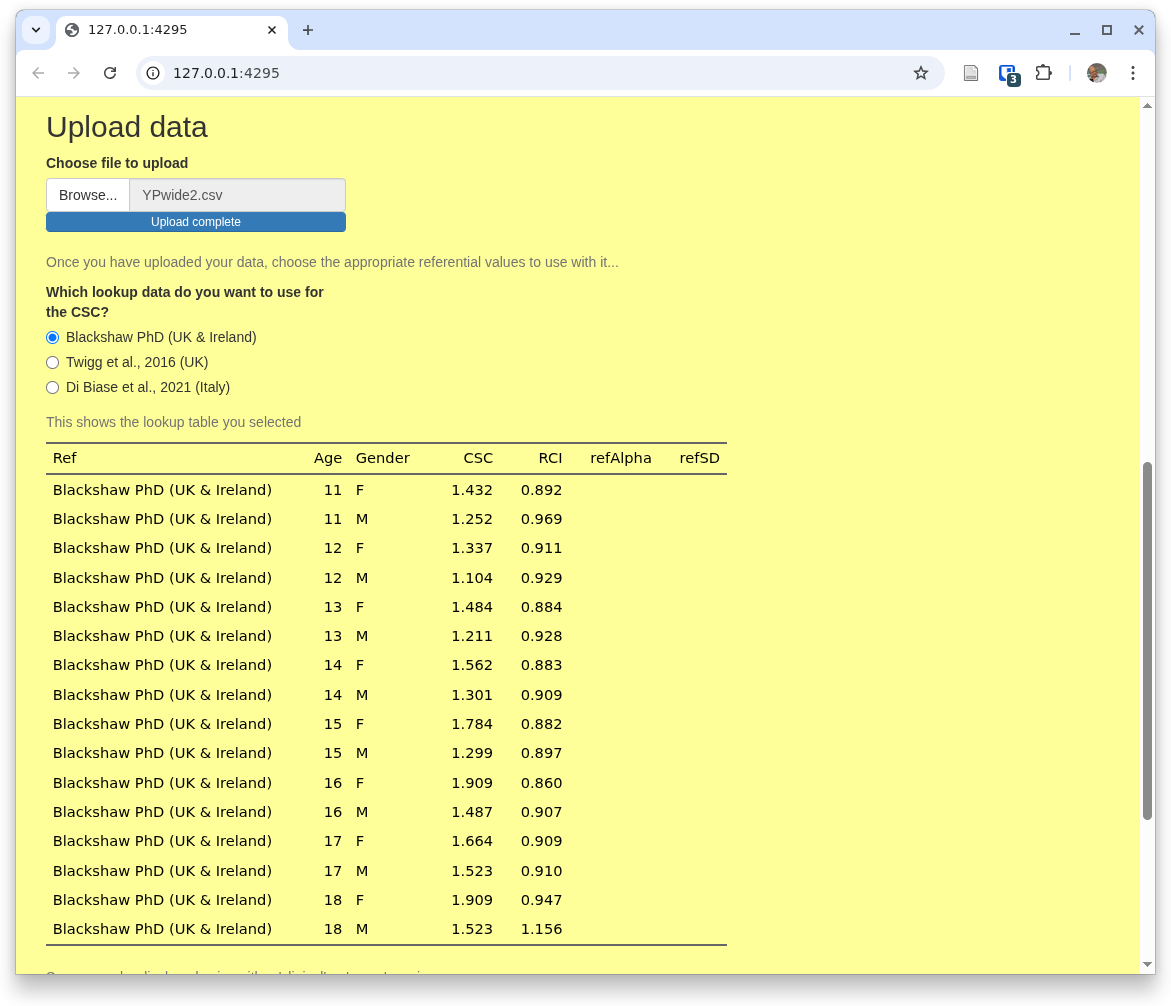 127.0.0.1:4295
127.0.0.1:4295
3
Upload data
Choose file to upload
Browse... YPwide2.csv
Upload complete
Once you have uploaded your data, choose the appropriate referential values to use with it...
Which lookup data do you want to use for
the CSC?
Blackshaw PhD (UK & Ireland)
Twigg et al., 2016 (UK)
Di Biase et al., 2021 (Italy)
This shows the lookup table you selected
Ref Age Gender CSC RCI refAlpha refSD
Blackshaw PhD (UK & Ireland) 11 F 1.432 0.892
Blackshaw PhD (UK & Ireland) 11 M 1.252 0.969
Blackshaw PhD (UK & Ireland) 12 F 1.337 0.911
Blackshaw PhD (UK & Ireland) 12 M 1.104 0.929
Blackshaw PhD (UK & Ireland) 13 F 1.484 0.884
Blackshaw PhD (UK & Ireland) 13 M 1.211 0.928
Blackshaw PhD (UK & Ireland) 14 F 1.562 0.883
Blackshaw PhD (UK & Ireland) 14 M 1.301 0.909
Blackshaw PhD (UK & Ireland) 15 F 1.784 0.882
Blackshaw PhD (UK & Ireland) 15 M 1.299 0.897
Blackshaw PhD (UK & Ireland) 16 F 1.909 0.860
Blackshaw PhD (UK & Ireland) 16 M 1.487 0.907
Blackshaw PhD (UK & Ireland) 17 F 1.664 0.909
Blackshaw PhD (UK & Ireland) 17 M 1.523 0.910
Blackshaw PhD (UK & Ireland) 18 F 1.909 0.947
Blackshaw PhD (UK & Ireland) 18 M 1.523 1.156